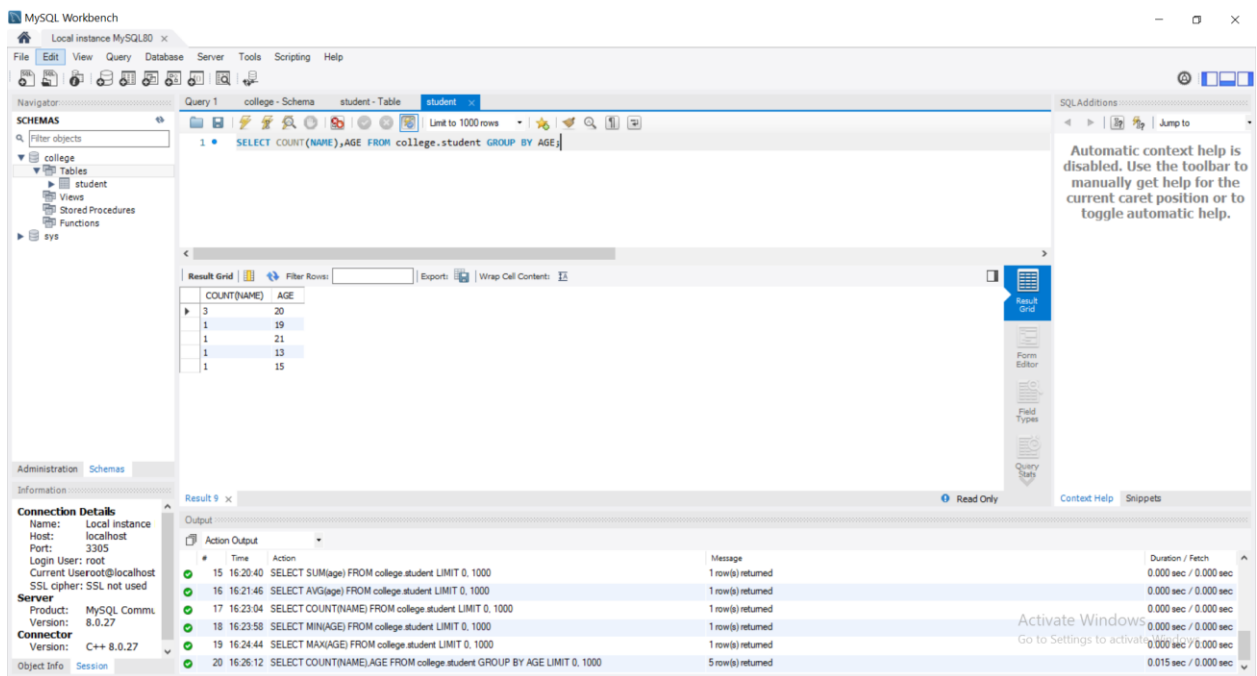 MySQL Workbench
Local instance MySQL80
File Edit View Query Database Server Tools Scripting Help
Navigator
SCHEMAS
Filter objects
college
Tables
student
Views
Stored Procedures
Functions
sys
Administration Schemas
Information
Connection Details
Name: Local instance
Host: localhost
Port: 3305
Login User: root
Current Useroot@localhost
SSL cipher: SSL not used
Server
Product: MySQL Commu
Version: 8.0.27
Connector
Version: C++ 8.0.27
Object Info Session
Query 1 college - Schema student - Table student
Limit to 1000 rows
1 SELECT COUNT(NAME),AGE FROM college.student GROUP BY AGE;
Result Grid Filter Rows: Export: Wrap Cell Content:
COUNT(NAME) AGE
3 20
1 19
1 21
1 13
1 15
Result Grid
Form Editor
Field Types
Query Stats
Result 9 Read Only
Output
Action Output
# Time Action Message Duration / Fetch
15 16:20:40 SELECT SUM(age) FROM college.student LIMIT 0, 1000 1 row(s) returned 0.000 sec / 0.000 sec
16 16:21:46 SELECT AVG(age) FROM college.student LIMIT 0, 1000 1 row(s) returned 0.000 sec / 0.000 sec
17 16:23:04 SELECT COUNT(NAME) FROM college.student LIMIT 0, 1000 1 row(s) returned 0.000 sec / 0.000 sec
18 16:23:58 SELECT MIN(AGE) FROM college.student LIMIT 0, 1000 1 row(s) returned 0.000 sec / 0.000 sec
19 16:24:44 SELECT MAX(AGE) FROM college.student LIMIT 0, 1000 1 row(s) returned 0.000 sec / 0.000 sec
20 16:26:12 SELECT COUNT(NAME),AGE FROM college.student GROUP BY AGE LIMIT 0, 1000 5 row(s) returned 0.015 sec / 0.000 sec
SQLAdditions
Jump to
Automatic context help is
disabled. Use the toolbar to
manually get help for the
current caret position or to
toggle automatic help.
Context Help Snippets
Activate Windows
Go to Settings to activate Windows.